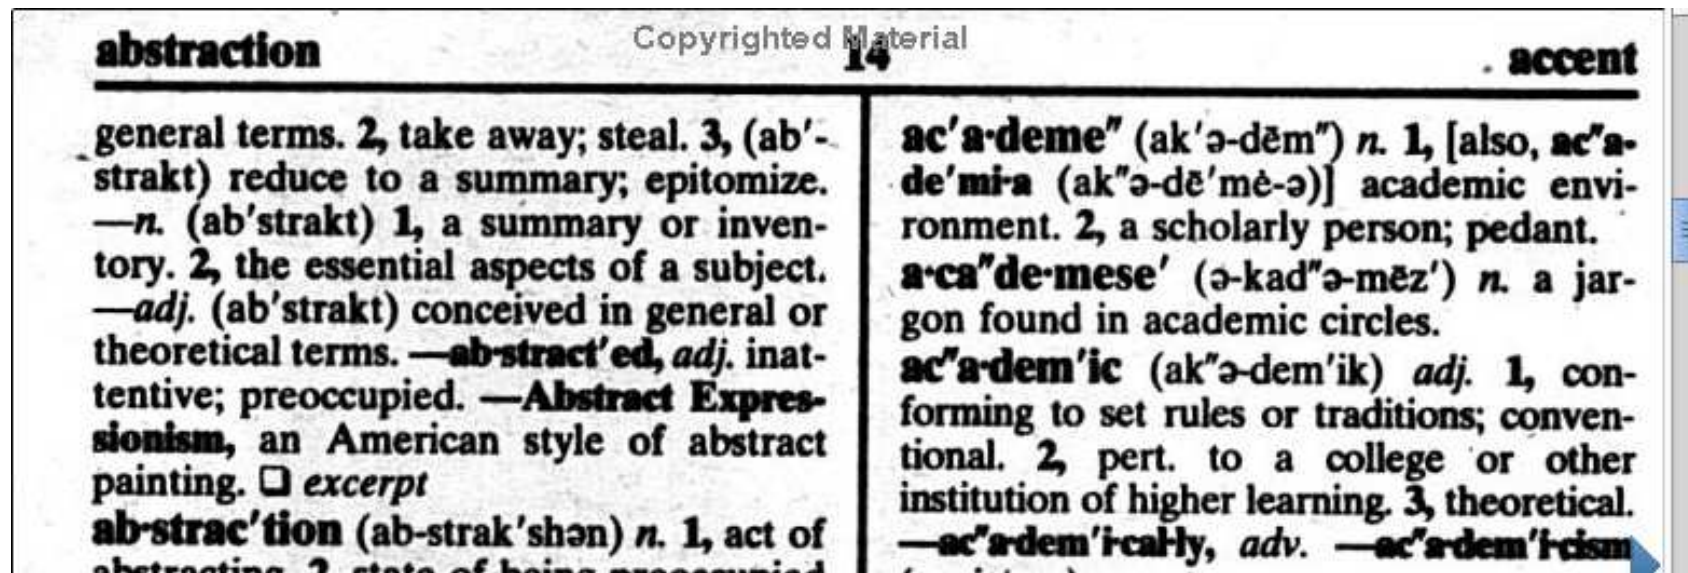 Copyrighted Material
abstraction 14 accent
general terms. 2, take away; steal. 3, (ab′-
strakt) reduce to a summary; epitomize.
—n. (ab′strakt) 1, a summary or inven-
tory. 2, the essential aspects of a subject.
—adj. (ab′strakt) conceived in general or
theoretical terms. —ab·stract′ed, adj. inat-
tentive; preoccupied. —Abstract Expres-
sionism, an American style of abstract
painting. ❑ excerpt
ab·strac′tion (ab-strak′shən) n. 1, act of
abstracting. 2, state of being preoccupied
ac′a·deme″ (ak′ə-dēm″) n. 1, [also, ac″a-
de′mi·a (ak″ə-dē′mė-ə)] academic envi-
ronment. 2, a scholarly person; pedant.
a·ca″de·mese′ (ə-kad″ə-mēz′) n. a jar-
gon found in academic circles.
ac″a·dem′ic (ak″ə-dem′ik) adj. 1, con-
forming to set rules or traditions; conven-
tional. 2, pert. to a college or other
institution of higher learning. 3, theoretical.
—ac″a·dem′i·cal·ly, adv. —ac″a·dem′i·cism